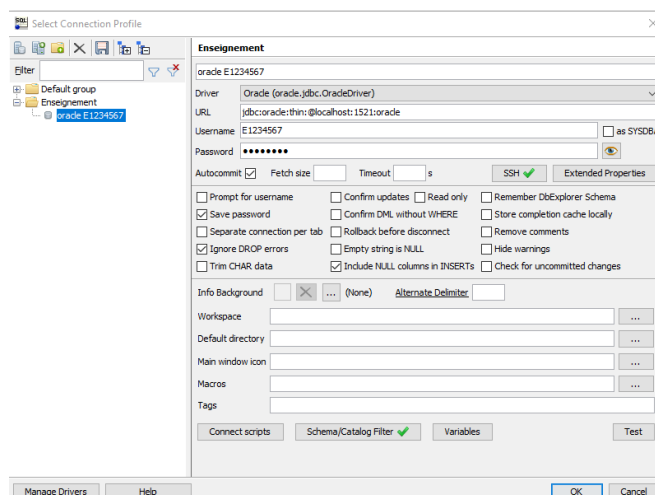 SQL Select Connection Profile
Filter
Default group
Enseignement
oracle E1234567
Enseignement
oracle E1234567
Driver Oracle (oracle.jdbc.OracleDriver)
URL jdbc:oracle:thin:@localhost:1521:oracle
Username E1234567 as SYSDBA
Password ••••••••
Autocommit Fetch size Timeout s SSH Extended Properties
Prompt for username Confirm updates Read only Remember DbExplorer Schema
Save password Confirm DML without WHERE Store completion cache locally
Separate connection per tab Rollback before disconnect Remove comments
Ignore DROP errors Empty string is NULL Hide warnings
Trim CHAR data Include NULL columns in INSERTs Check for uncommitted changes
Info Background ... (None) Alternate Delimiter
Workspace ...
Default directory ...
Main window icon ...
Macros ...
Tags
Connect scripts Schema/Catalog Filter Variables Test
Manage Drivers Help OK Cancel